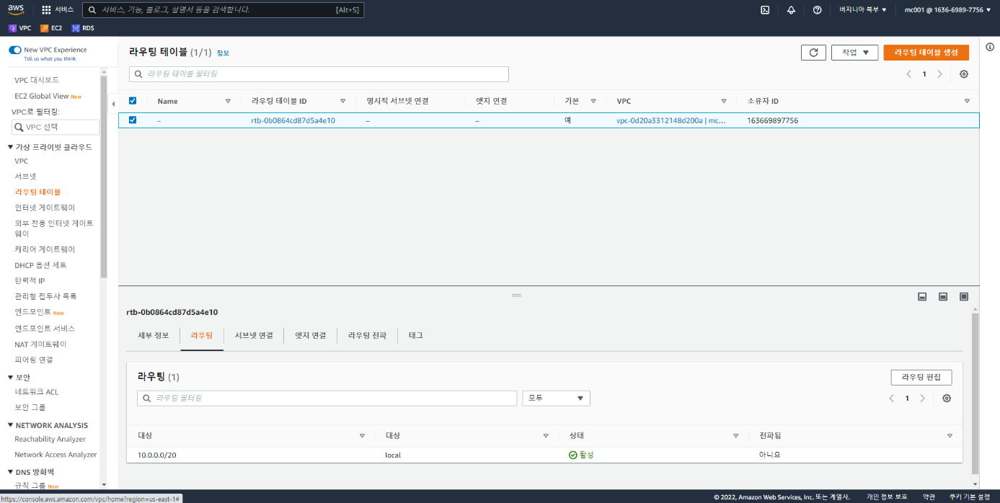 aws
서비스
서비스, 기능, 블로그, 설명서 등을 검색합니다. [Alt+S]
버지니아 북부 ▼
mc001 @ 1636-6989-7756 ▼
VPC EC2 RDS
New VPC Experience
Tell us what you think
VPC 대시보드
EC2 Global View New
VPC로 필터링:
VPC 선택
▼ 가상 프라이빗 클라우드
VPC
서브넷
라우팅 테이블
인터넷 게이트웨이
외부 전용 인터넷 게이트
웨이
캐리어 게이트웨이
DHCP 옵션 세트
탄력적 IP
관리형 접두사 목록
엔드포인트 New
엔드포인트 서비스
NAT 게이트웨이
피어링 연결
▼ 보안
네트워크 ACL
보안 그룹
▼ NETWORK ANALYSIS
Reachability Analyzer
Network Access Analyzer
▼ DNS 방화벽
규칙 그룹 New
라우팅 테이블 (1/1) 정보
작업 ▼
라우팅 테이블 생성
라우팅 테이블 필터링
1
Name 라우팅 테이블 ID 명시적 서브넷 연결 엣지 연결 기본 VPC 소유자 ID
– rtb-0b0864cd87d5a4e10 – – 예 vpc-0d20a3312148d200a | mc... 163669897756
rtb-0b0864cd87d5a4e10
세부 정보 라우팅 서브넷 연결 엣지 연결 라우팅 전파 태그
라우팅 (1)
라우팅 편집
라우팅 필터링
모두
1
대상 대상 상태 전파됨
10.0.0.0/20 local 활성 아니요
https://console.aws.amazon.com/vpc/home?region=us-east-1#
© 2022, Amazon Web Services, Inc. 또는 계열사. 개인 정보 보호 약관 쿠키 기본 설정